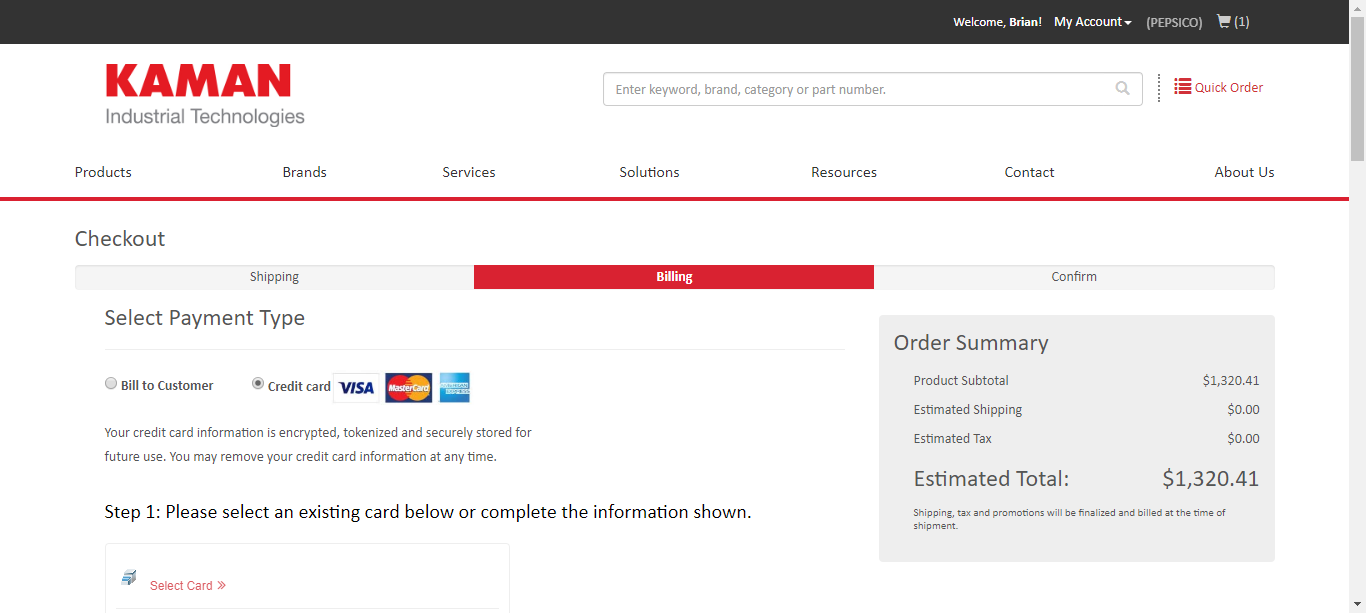 Welcome, Brian! My Account (PEPSICO) (1)
KAMAN
Industrial Technologies
Enter keyword, brand, category or part number.
Quick Order
Products Brands Services Solutions Resources Contact About Us
Checkout
Shipping Billing Confirm
Select Payment Type
Bill to Customer Credit card VISA MasterCard AMERICAN EXPRESS
Your credit card information is encrypted, tokenized and securely stored for
future use. You may remove your credit card information at any time.
Step 1: Please select an existing card below or complete the information shown.
Select Card »
Order Summary
Product Subtotal $1,320.41
Estimated Shipping $0.00
Estimated Tax $0.00
Estimated Total: $1,320.41
Shipping, tax and promotions will be finalized and billed at the time of
shipment.